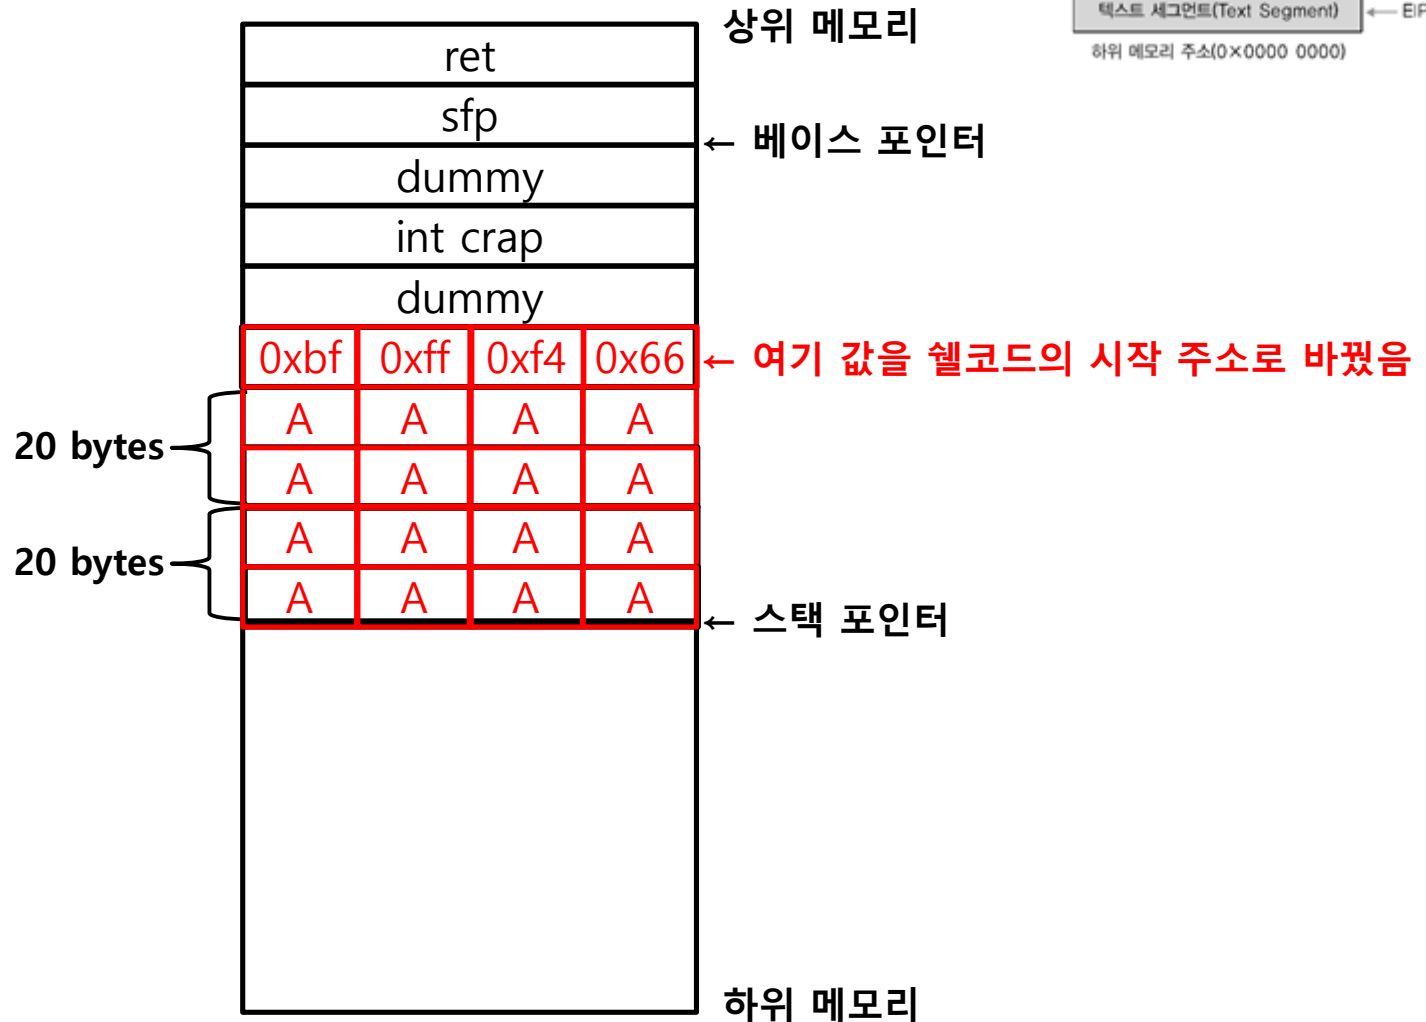 상위 메모리
텍스트 세그먼트(Text Segment) ← EIP
하위 메모리 주소(0×0000 0000)
ret
sfp
← 베이스 포인터
dummy
int crap
dummy
0xbf 0xff 0xf4 0x66 ← 여기 값을 쉘코드의 시작 주소로 바꿨음
A A A A
20 bytes
A A A A
A A A A
20 bytes
A A A A
← 스택 포인터
하위 메모리